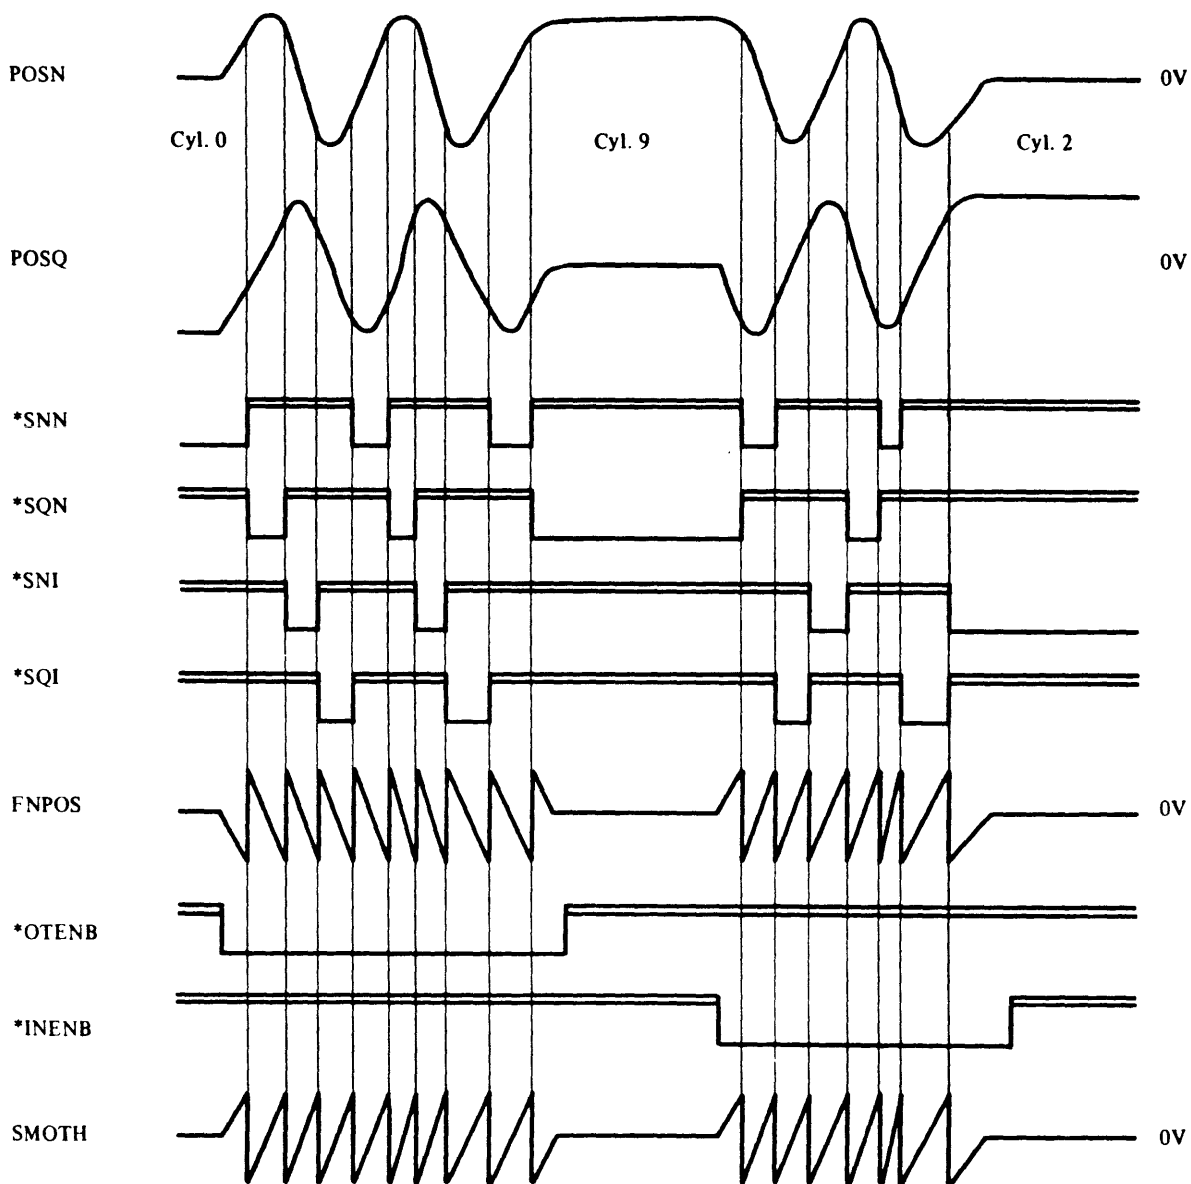 POSN
0V
Cyl. 0
Cyl. 9
Cyl. 2
POSQ
0V
*SNN
*SQN
*SNI
*SQI
FNPOS
0V
*OTENB
*INENB
SMOTH
0V